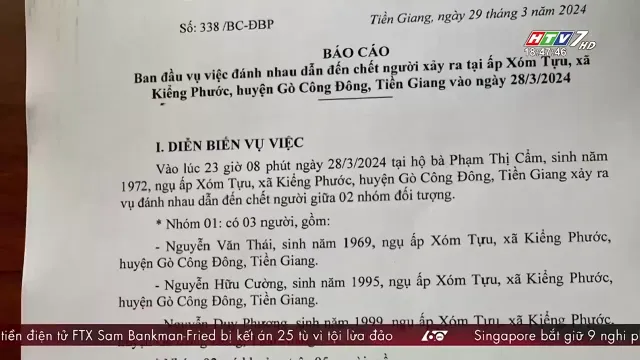 Tiền Giang, ngày 29 tháng 3 năm 2024
Số: 338 /BC-ĐBP
HTV7 HD
18:47:46
BÁO CÁO
Ban đầu vụ việc đánh nhau dẫn đến chết người xảy ra tại ấp Xóm Tựu, xã
Kiểng Phước, huyện Gò Công Đông, Tiền Giang vào ngày 28/3/2024
I. DIỄN BIẾN VỤ VIỆC
Vào lúc 23 giờ 08 phút ngày 28/3/2024 tại hộ bà Phạm Thị Cẩm, sinh năm
1972, ngụ ấp Xóm Tựu, xã Kiểng Phước, huyện Gò Công Đông, Tiền Giang xảy ra
vụ đánh nhau dẫn đến chết người giữa 02 nhóm đối tượng.
* Nhóm 01: có 03 người, gồm:
- Nguyễn Văn Thái, sinh năm 1969, ngụ ấp Xóm Tựu, xã Kiểng Phước,
huyện Gò Công Đông, Tiền Giang.
- Nguyễn Hữu Cường, sinh năm 1995, ngụ ấp Xóm Tựu, xã Kiểng Phước,
huyện Gò Công Đông, Tiền Giang.
Nguyễn Duy Phương, sinh năm 1999, ngụ ấp Xóm Tựu, xã Kiểng Phước,
tiền điện tử FTX Sam Bankman-Fried bị kết án 25 tù vì tội lừa đảo
Singapore bắt giữ 9 nghi p